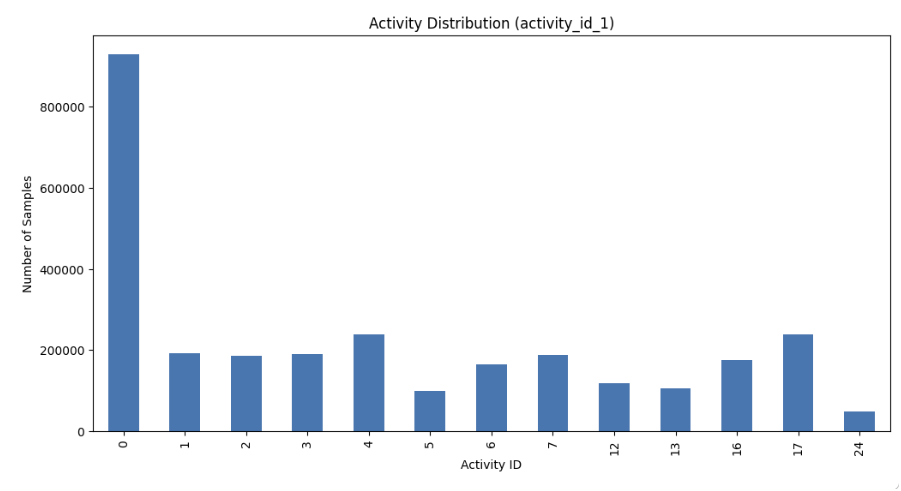 Activity Distribution (activity_id_1)
800000
600000
400000
200000
0
Number of Samples
0 1 2 3 4 5 6 7 12 13 16 17 24
Activity ID